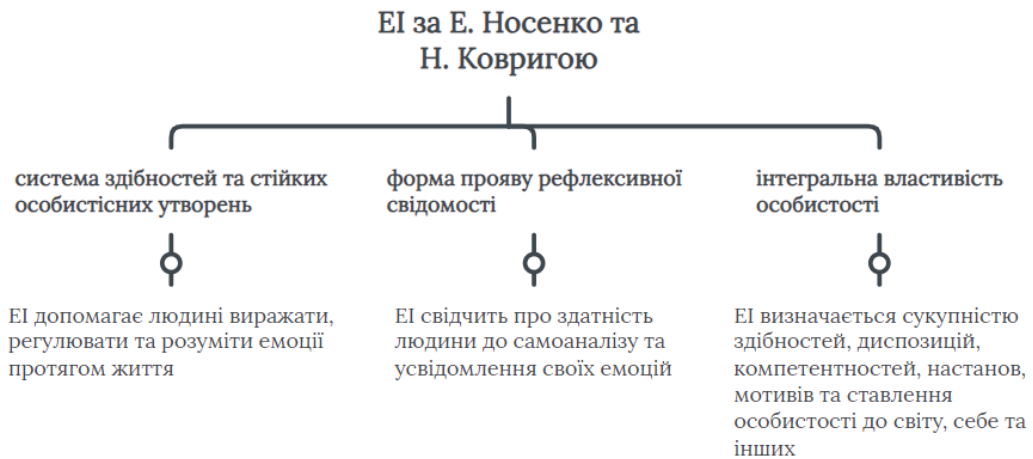 ЕІ за Е. Носенко та
Н. Ковригою
система здібностей та стійких
особистісних утворень
форма прояву рефлексивної
свідомості
інтегральна властивість
особистості
ЕІ допомагає людині виражати,
регулювати та розуміти емоції
протягом життя
ЕІ свідчить про здатність
людини до самоаналізу та
усвідомлення своїх емоцій
ЕІ визначається сукупністю
здібностей, диспозицій,
компетентностей, настанов,
мотивів та ставлення
особистості до світу, себе та
інших